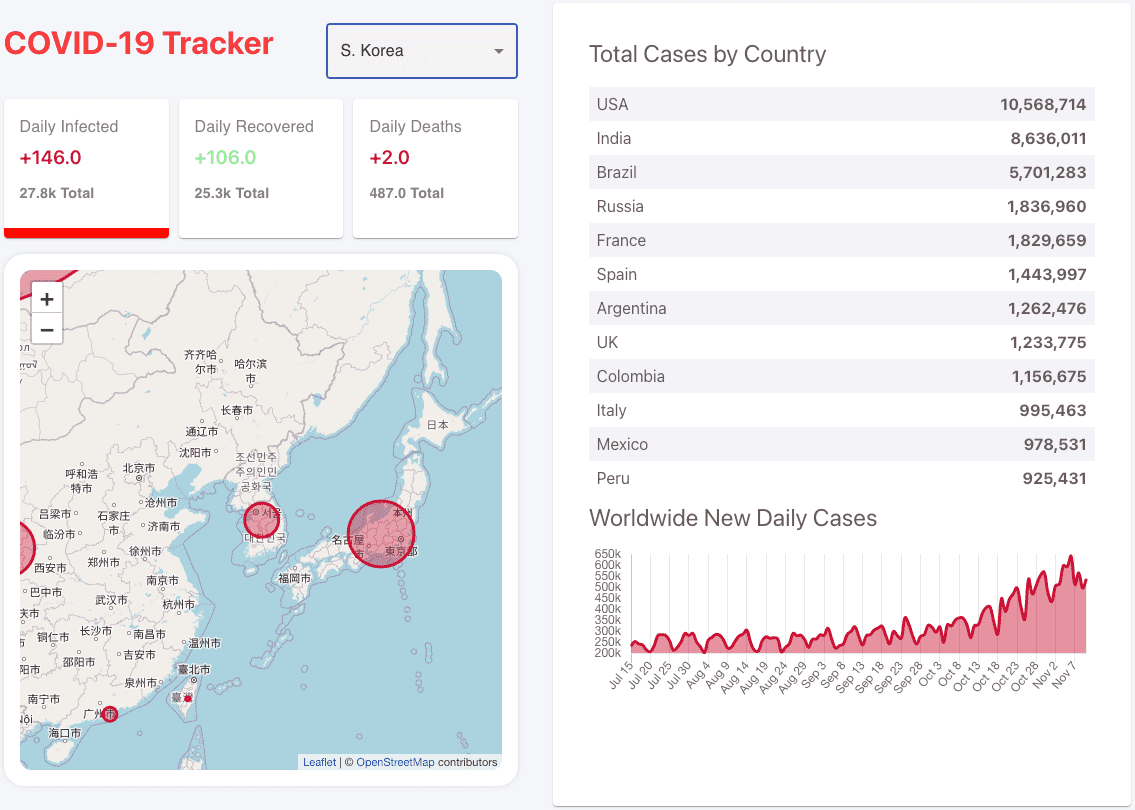 COVID-19 Tracker
S. Korea
Daily Infected
+146.0
27.8k Total
Daily Recovered
+106.0
25.3k Total
Daily Deaths
+2.0
487.0 Total
+
−
齐齐哈
尔市
哈尔滨
市
长春市
日本
通辽市
沈阳市
조선민주
주의인민
공화국
呼和浩
特市
北京市
沧州市
서울
本州
吕梁市
石家庄
市
济南市
临汾市
대한민국
名古屋
市
東京都
郑州市
徐州市
西安市
福岡市
南京市
巴中市
武汉市
杭州市
庆市
铜仁市
长沙市
南昌市
温州市
阳市
邵阳市
吉安市
臺北市
泉州市
南宁市
臺灣
广州市
Nội
海口市
Leaflet | © OpenStreetMap contributors
Total Cases by Country
USA 10,568,714
India 8,636,011
Brazil 5,701,283
Russia 1,836,960
France 1,829,659
Spain 1,443,997
Argentina 1,262,476
UK 1,233,775
Colombia 1,156,675
Italy 995,463
Mexico 978,531
Peru 925,431
Worldwide New Daily Cases
650k
600k
550k
500k
450k
400k
350k
300k
250k
200k
Jul 15 Jul 20 Jul 25 Jul 30 Aug 4 Aug 9 Aug 14 Aug 19 Aug 24 Aug 29 Sep 3 Sep 8 Sep 13 Sep 18 Sep 23 Sep 28 Oct 3 Oct 8 Oct 13 Oct 18 Oct 23 Oct 28 Nov 2 Nov 7